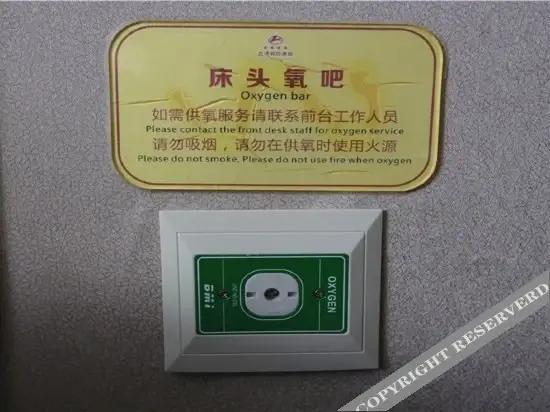 床头氧吧
Oxygen bar
如需供氧服务请联系前台工作人员
Please contact the front desk staff for oxygen service
请勿吸烟，请勿在供氧时使用火源
Please do not smoke. Please do not use fire when oxygen
OXYGEN
COPYRIGHT RESERVERD